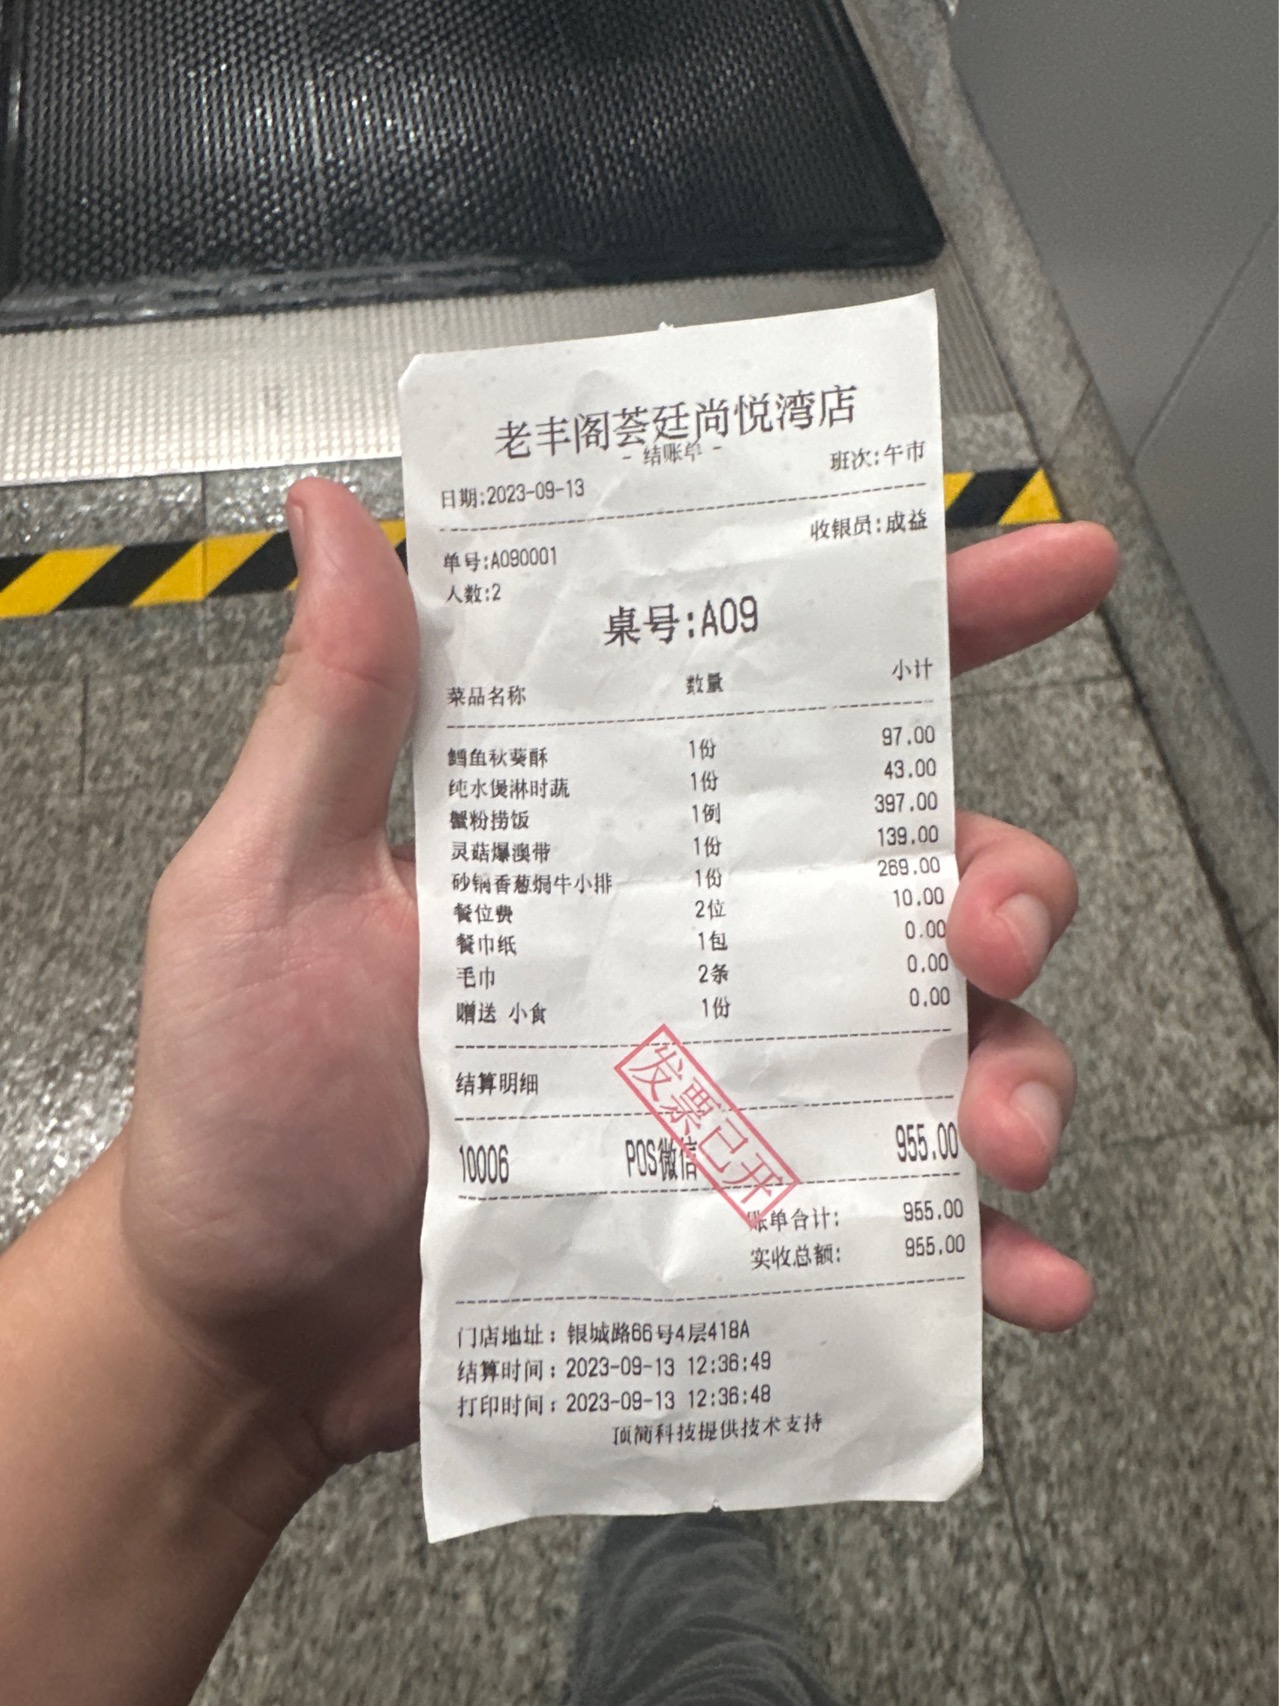 老丰阁荟廷尚悦湾店
- 结账单 -
日期:2023-09-13 班次:午市
单号:A090001 收银员:成益
人数:2
桌号:A09
菜品名称 数量 小计
鳕鱼秋葵酥 1份 97.00
纯水煲淋时蔬 1份 43.00
蟹粉捞饭 1例 397.00
灵菇爆澳带 1份 139.00
砂锅香葱焗牛小排 1份 269.00
餐位费 2位 10.00
餐巾纸 1包 0.00
毛巾 2条 0.00
赠送 小食 1份 0.00
结算明细
发票已开
10006 POS微信 955.00
账单合计: 955.00
实收总额: 955.00
门店地址：银城路66号4层418A
结算时间：2023-09-13 12:36:49
打印时间：2023-09-13 12:36:48
顶简科技提供技术支持